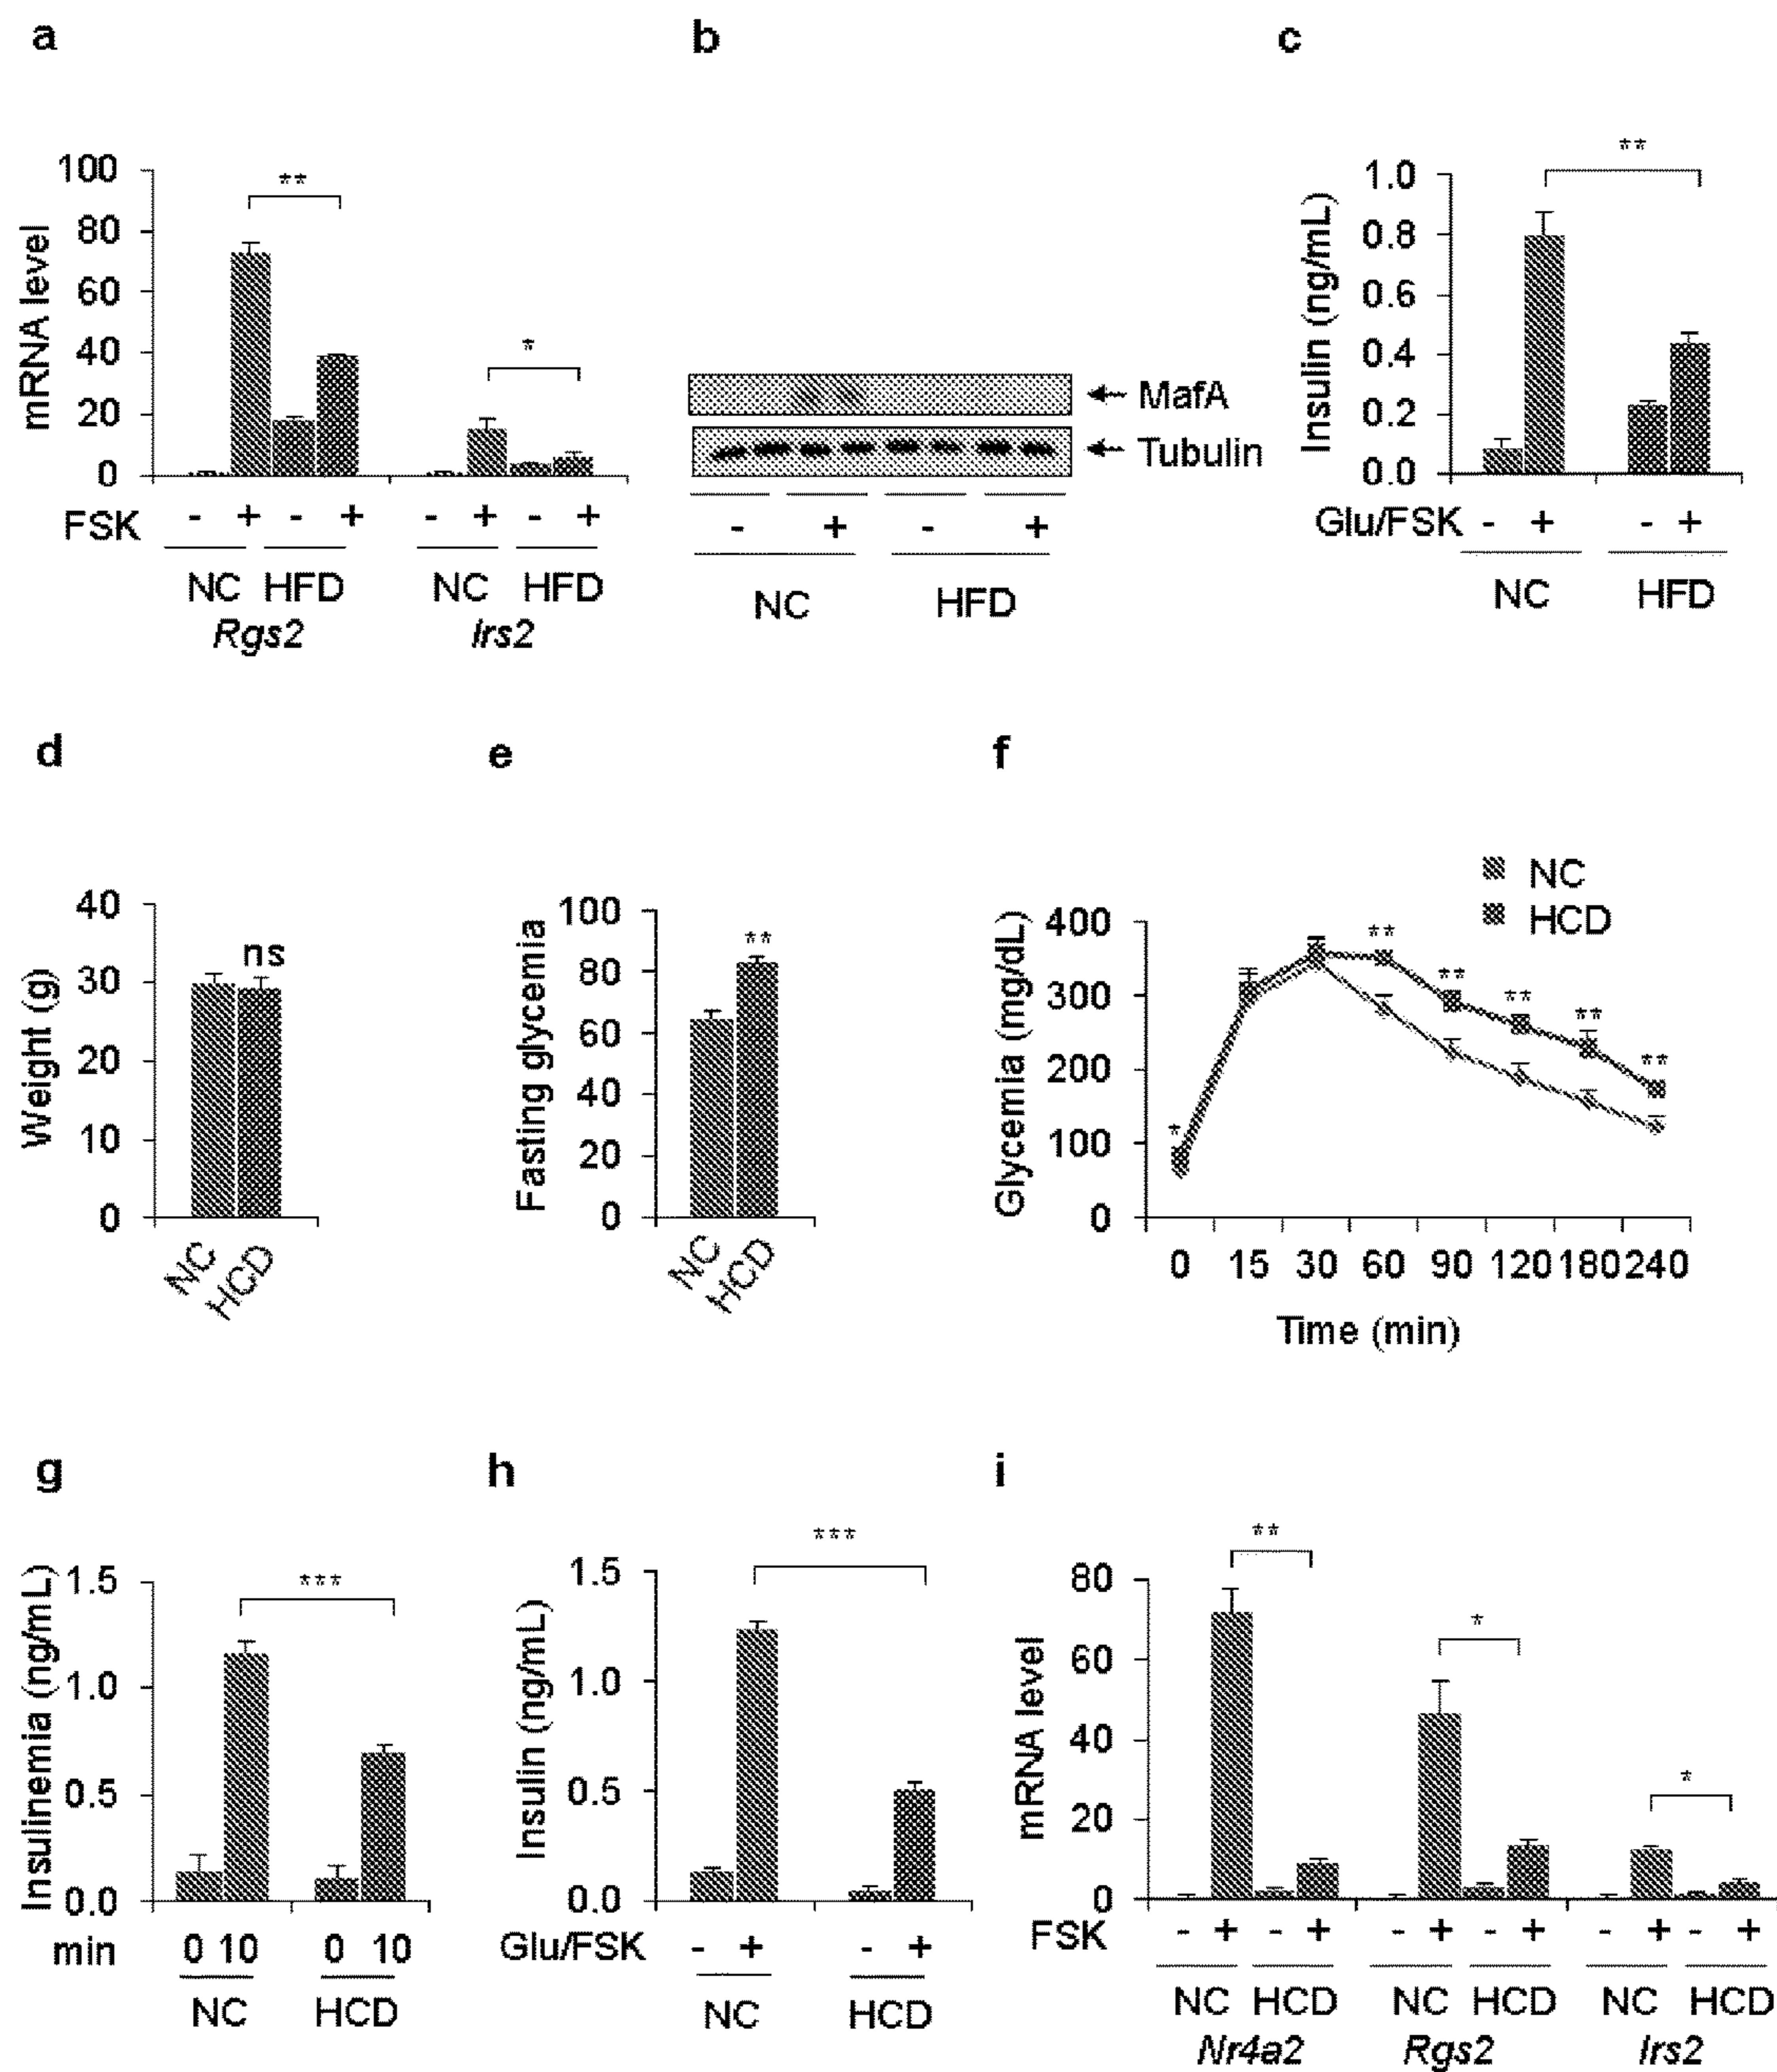 a
b
c
**
100
80
60
40
20
0
mRNA level
**
*
FSK - + - + - + - +
NC HFD NC HFD
Rgs2 Irs2
MafA
Tubulin
- + - +
NC HFD
1.0
0.8
0.6
0.4
0.2
0.0
Insulin (ng/mL)
Glu/FSK - + - +
NC HFD
d
e
f
40
30
20
10
0
Weight (g)
ns
NC
HCD
100
80
60
40
20
0
Fasting glycemia
**
NC
HCD
NC
HCD
400
300
200
100
0
Glycemia (mg/dL)
*
**
**
**
**
**
0 15 30 60 90 120 180 240
Time (min)
g
h
i
1.5
1.0
0.5
0.0
Insulinemia (ng/mL)
***
min 0 10 0 10
NC HCD
1.5
1.0
0.5
0.0
Insulin (ng/mL)
***
Glu/FSK - + - +
NC HCD
80
60
40
20
0
mRNA level
**
*
*
FSK - + - + - + - + - + - +
NC HCD NC HCD NC HCD
Nr4a2 Rgs2 Irs2